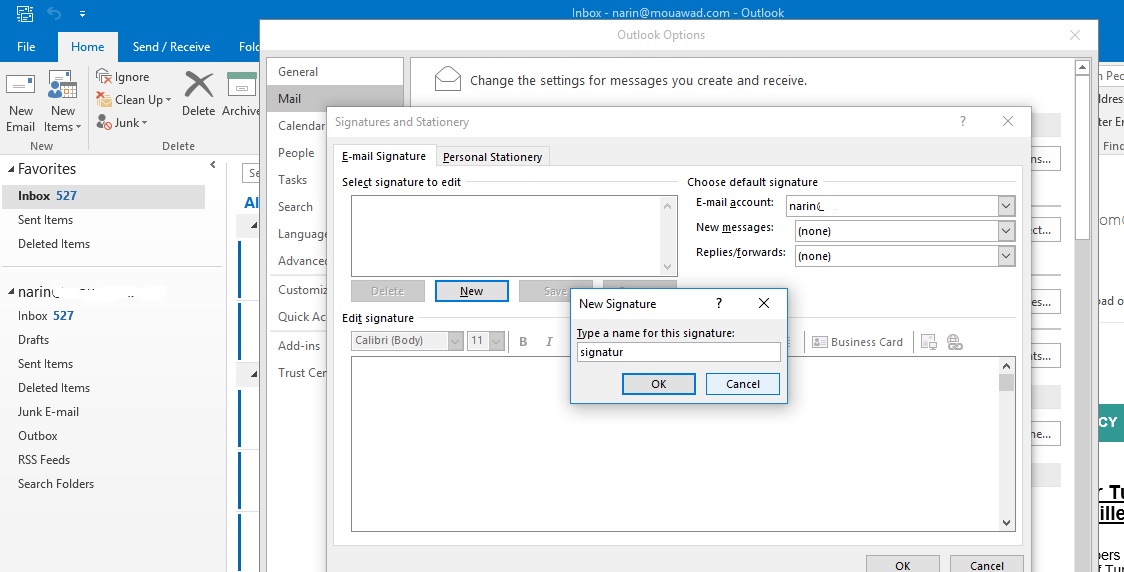 Inbox - narin@mouawad.com - Outlook
Outlook Options
File
Home
Send / Receive
General
Change the settings for messages you create and receive.
Mail
Calendar
People
Tasks
Search
Advanced
Quick Ac
Add-ins
Trust Cen
New Email
New Items
New
Ignore
Clean Up
Junk
Delete
Archive
Delete
Favorites
Inbox 527
Sent Items
Deleted Items
narin
Inbox 527
Drafts
Sent Items
Deleted Items
Junk E-mail
Outbox
RSS Feeds
Search Folders
Signatures and Stationery
?
E-mail Signature
Personal Stationery
Select signature to edit
Choose default signature
E-mail account:
narin
New messages:
(none)
Replies/forwards:
(none)
Delete
New
Save
Edit signature
Calibri (Body)
11
B
I
Business Card
New Signature
?
Type a name for this signature:
signatur
OK
Cancel
OK
Cancel